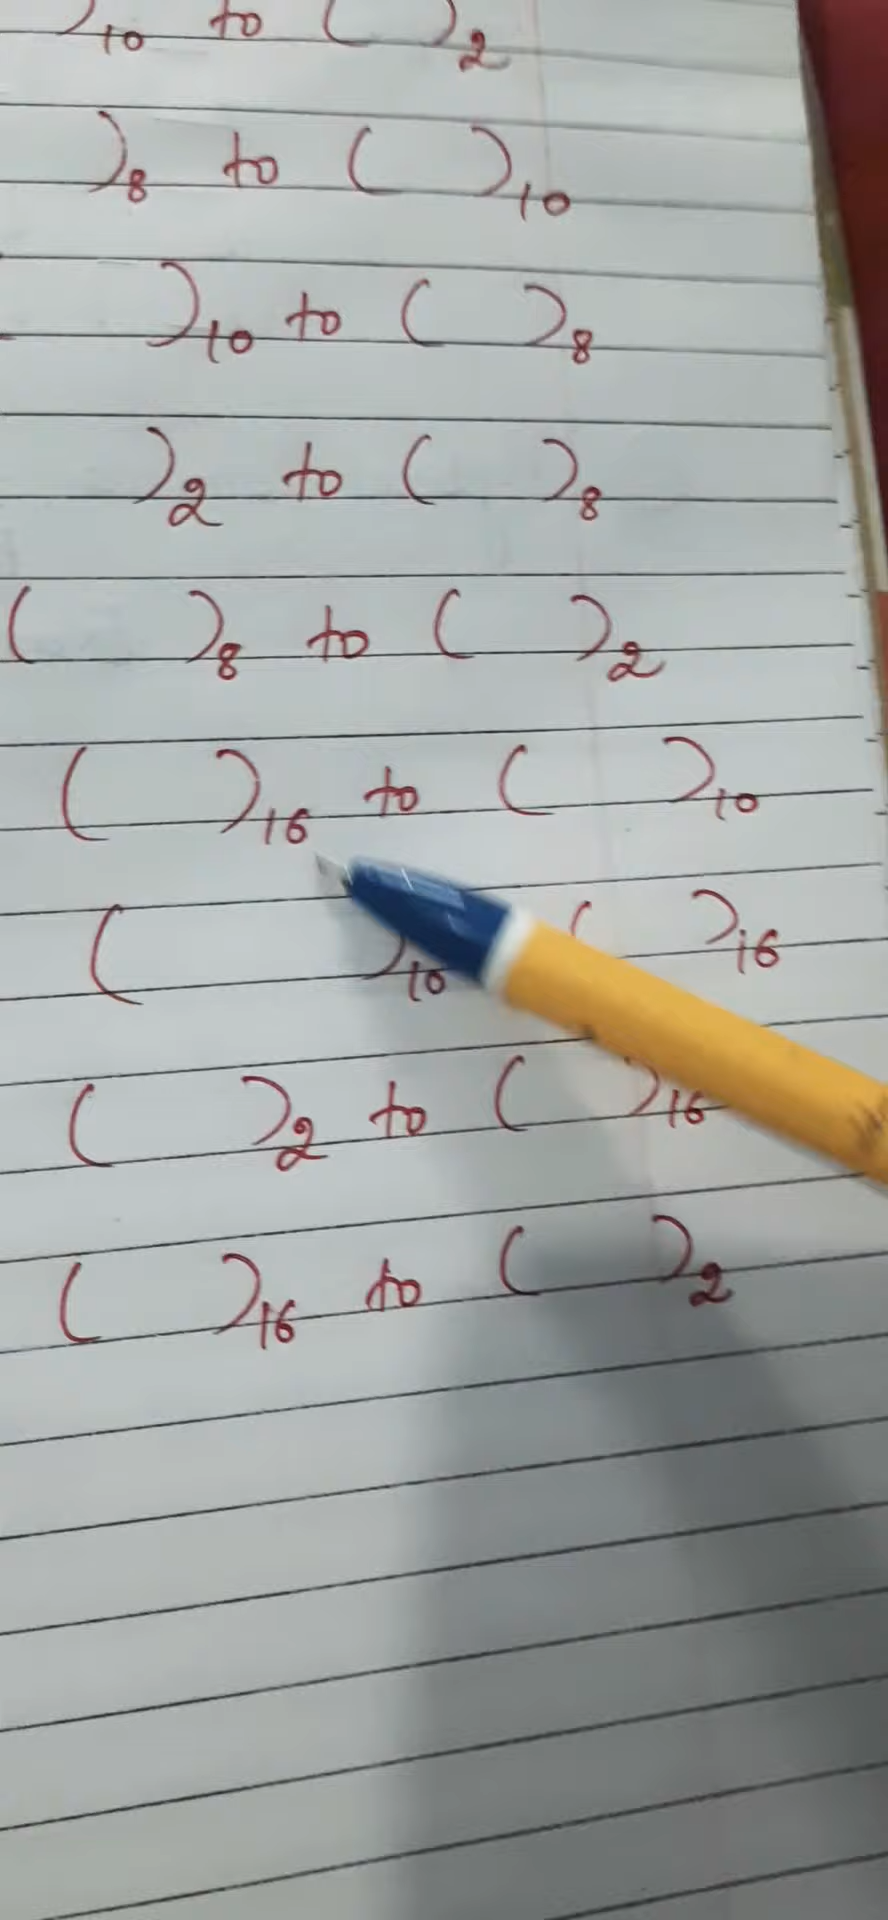 )10 to ( )2
)8 to ( )10
)10 to ( )8
)2 to ( )8
( )8 to ( )2
( )16 to ( )10
( )10 ( )16
( )2 to ( )16
( )16 to ( )2